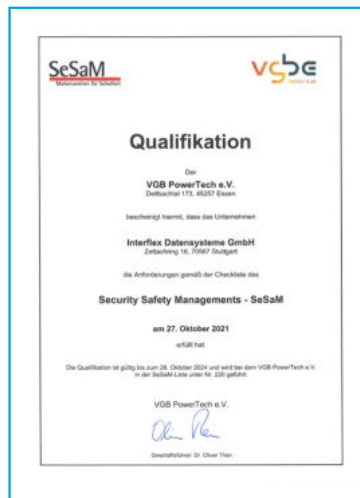 SeSaM
vgbe
Qualifikation
Der
VGB PowerTech e.V.
Deilbachtal 173, 45257 Essen
bescheinigt hiermit, dass das Unternehmen
Interflex Datensysteme GmbH
Zettachring 16, 70567 Stuttgart
die Anforderungen gemäß der Checkliste des
Security Safety Managements - SeSaM
am 27. Oktober 2021
erfüllt hat.
Die Qualifikation ist gültig bis zum 26. Oktober 2024 und wird bei dem VGB PowerTech e.V.
in der SeSaM-Liste unter Nr. 220 geführt.
VGB PowerTech e.V.
Geschäftsführer Dr. Oliver Then